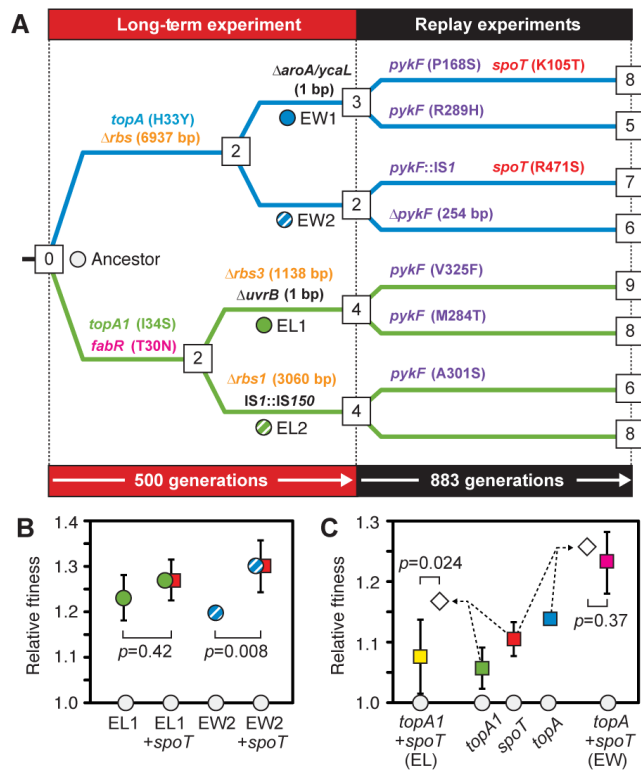 A
Long-term experiment
Replay experiments
ΔaroA/ycaL
(1 bp)
pykF (P168S)
spoT (K105T)
8
3
topA (H33Y)
EW1
pykF (R289H)
5
Δrbs (6937 bp)
2
pykF::IS1
spoT (R471S)
7
2
EW2
ΔpykF (254 bp)
6
0
Ancestor
Δrbs3 (1138 bp)
pykF (V325F)
9
ΔuvrB (1 bp)
4
topA1 (I34S)
EL1
pykF (M284T)
8
fabR (T30N)
2
Δrbs1 (3060 bp)
pykF (A301S)
6
IS1::IS150
4
EL2
8
500 generations
883 generations
B
Relative ftiness
1.4
1.3
1.2
1.1
1.0
p=0.42
p=0.008
EL1
EL1
+spoT
EW2
EW2
+spoT
C
Relative ftiness
1.3
1.2
1.1
1.0
p=0.024
p=0.37
topA1
+spoT
(EL)
topA1
spoT
topA
topA
+spoT
(EW)